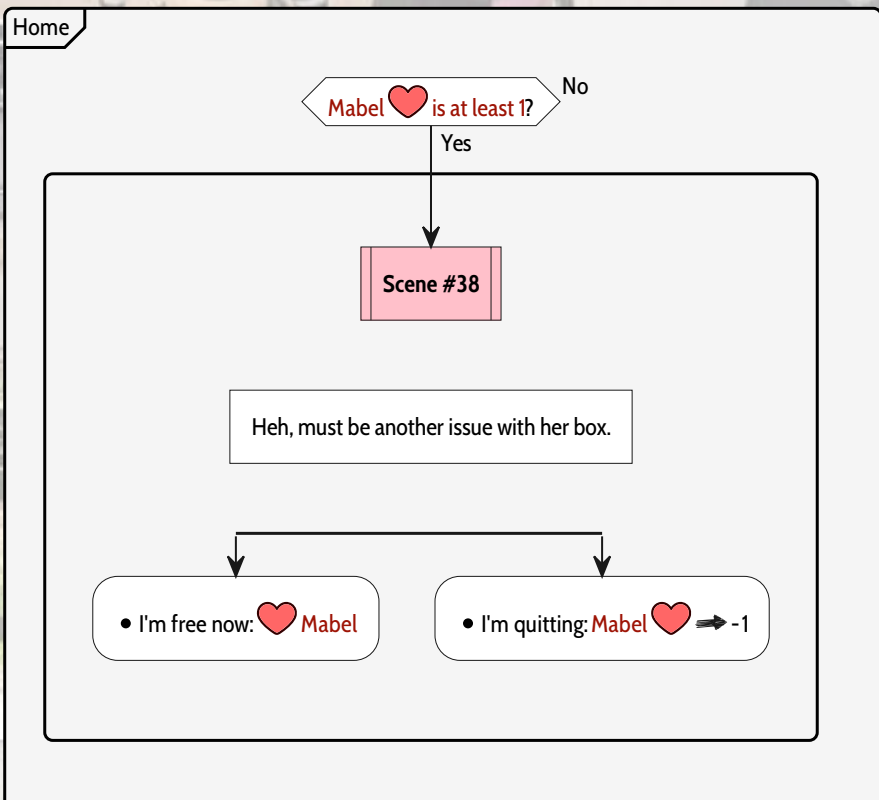 Home
Mabel is at least 1?
No
Yes
Scene #38
Heh, must be another issue with her box.
• I'm free now: Mabel
• I'm quitting: Mabel -1